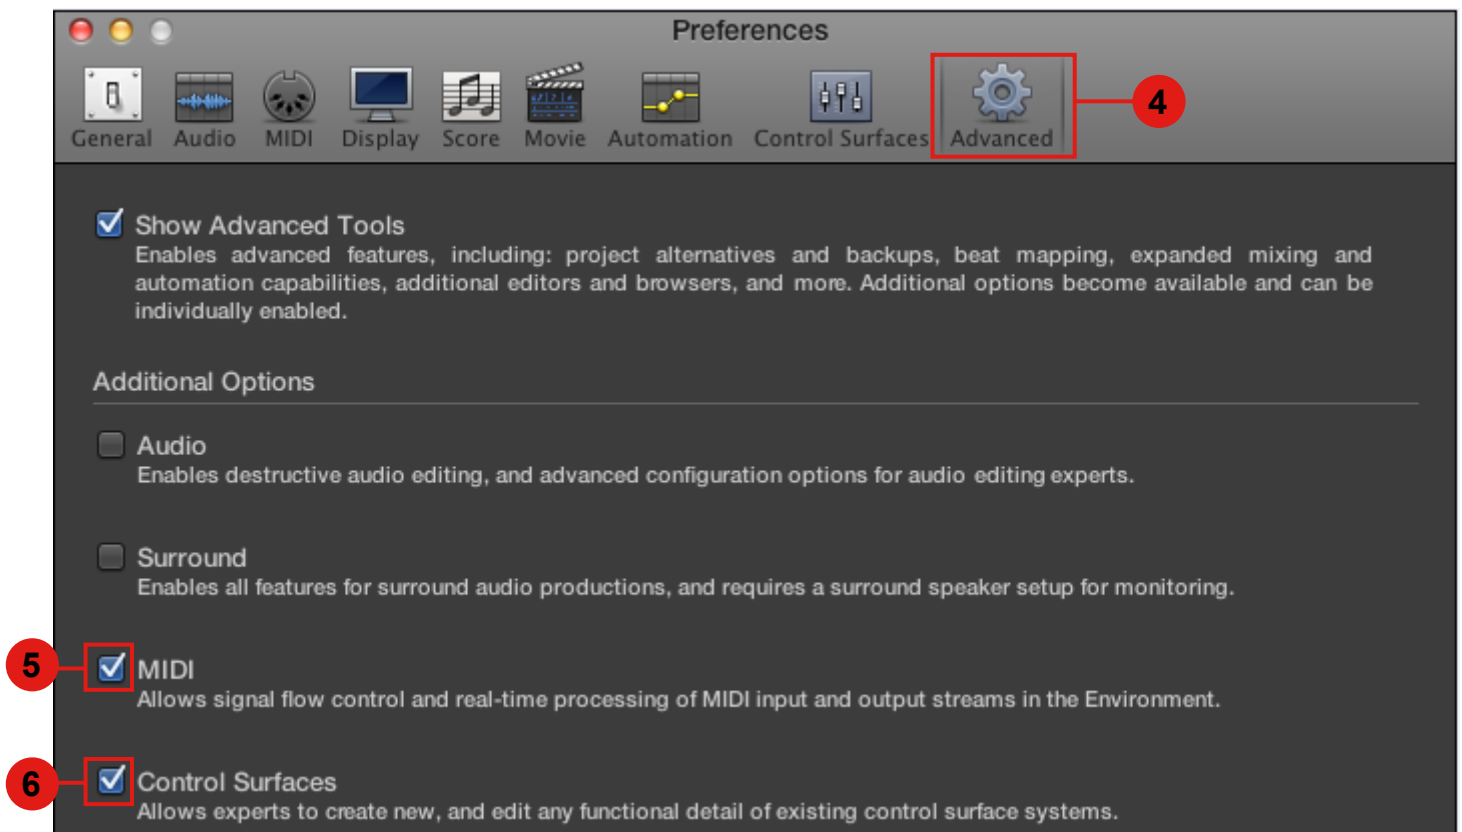 Preferences
General Audio MIDI Display Score Movie Automation Control Surfaces Advanced
4
Show Advanced Tools
Enables advanced features, including: project alternatives and backups, beat mapping, expanded mixing and
automation capabilities, additional editors and browsers, and more. Additional options become available and can be
individually enabled.
Additional Options
Audio
Enables destructive audio editing, and advanced configuration options for audio editing experts.
Surround
Enables all features for surround audio productions, and requires a surround speaker setup for monitoring.
5
MIDI
Allows signal flow control and real-time processing of MIDI input and output streams in the Environment.
6
Control Surfaces
Allows experts to create new, and edit any functional detail of existing control surface systems.